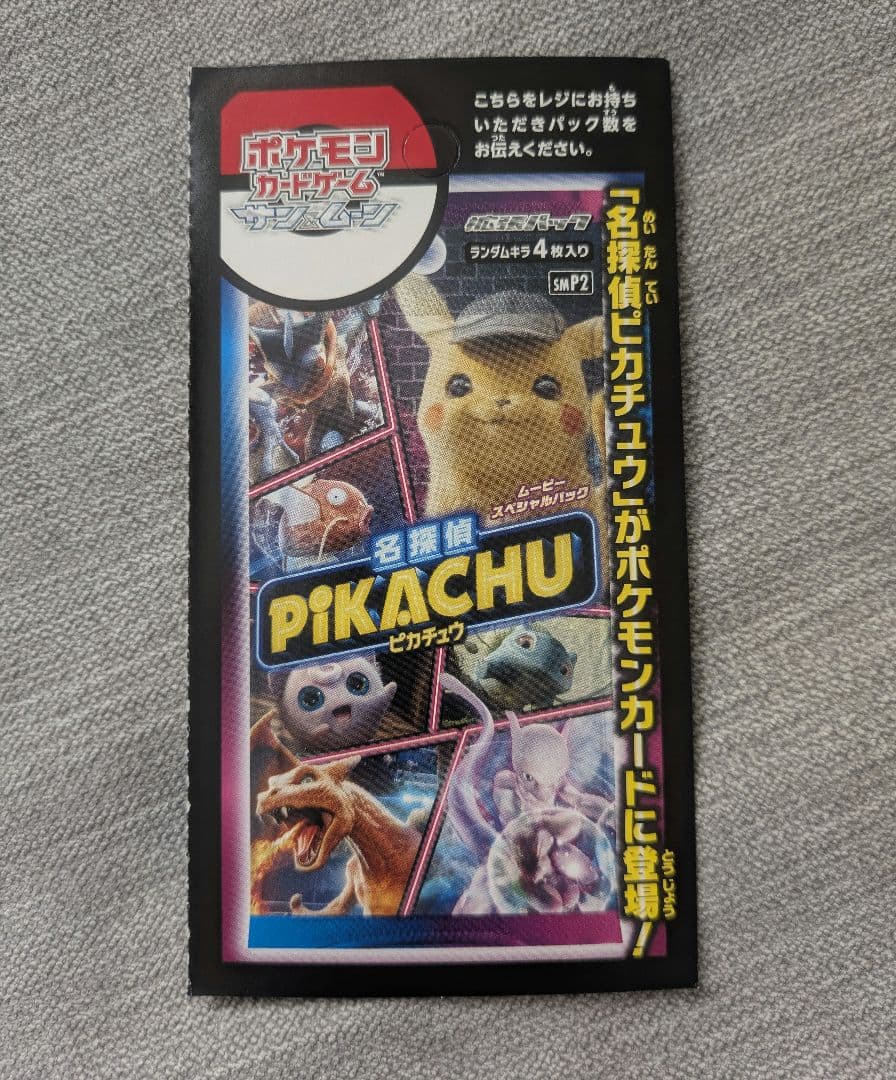 こちらをレジにお持ち
いただきパック数を
お伝えください。
ポケモン
カードゲーム
サン&ムーン
拡張パック
ランダムキラ4枚入り
SMP2
「名探偵ピカチュウ」がポケモンカードに登場!
ムービー
スペシャルパック
名探偵
PiKACHU
ピカチュウ